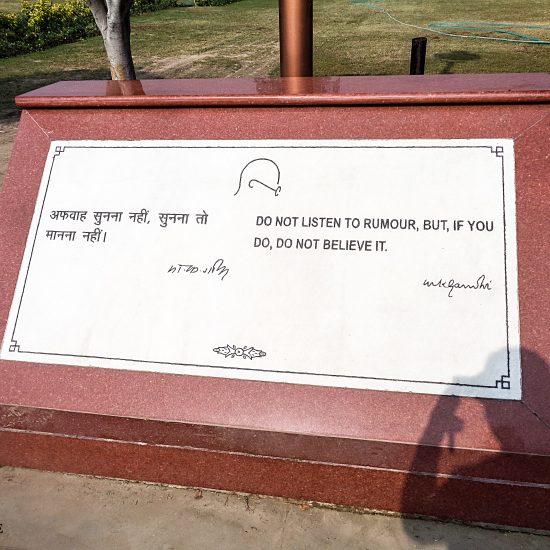 अफवाह सुनना नहीं, सुनना तो
मानना नहीं।
DO NOT LISTEN TO RUMOUR, BUT, IF YOU
DO, DO NOT BELIEVE IT.
mkgandhi